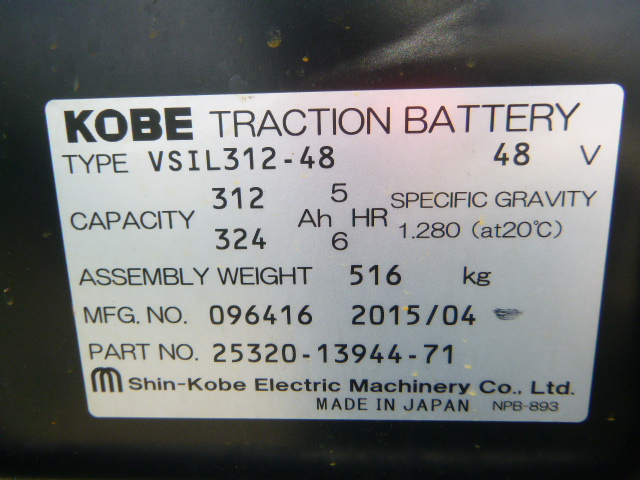 KOBE TRACTION BATTERY
TYPE VSIL312-48 48 V
CAPACITY 312 324 Ah 5 6 HR SPECIFIC GRAVITY 1.280 (at20℃)
ASSEMBLY WEIGHT 516 kg
MFG. NO. 096416 2015/04
PART NO. 25320-13944-71
Shin-Kobe Electric Machinery Co., Ltd.
MADE IN JAPAN NPB-893